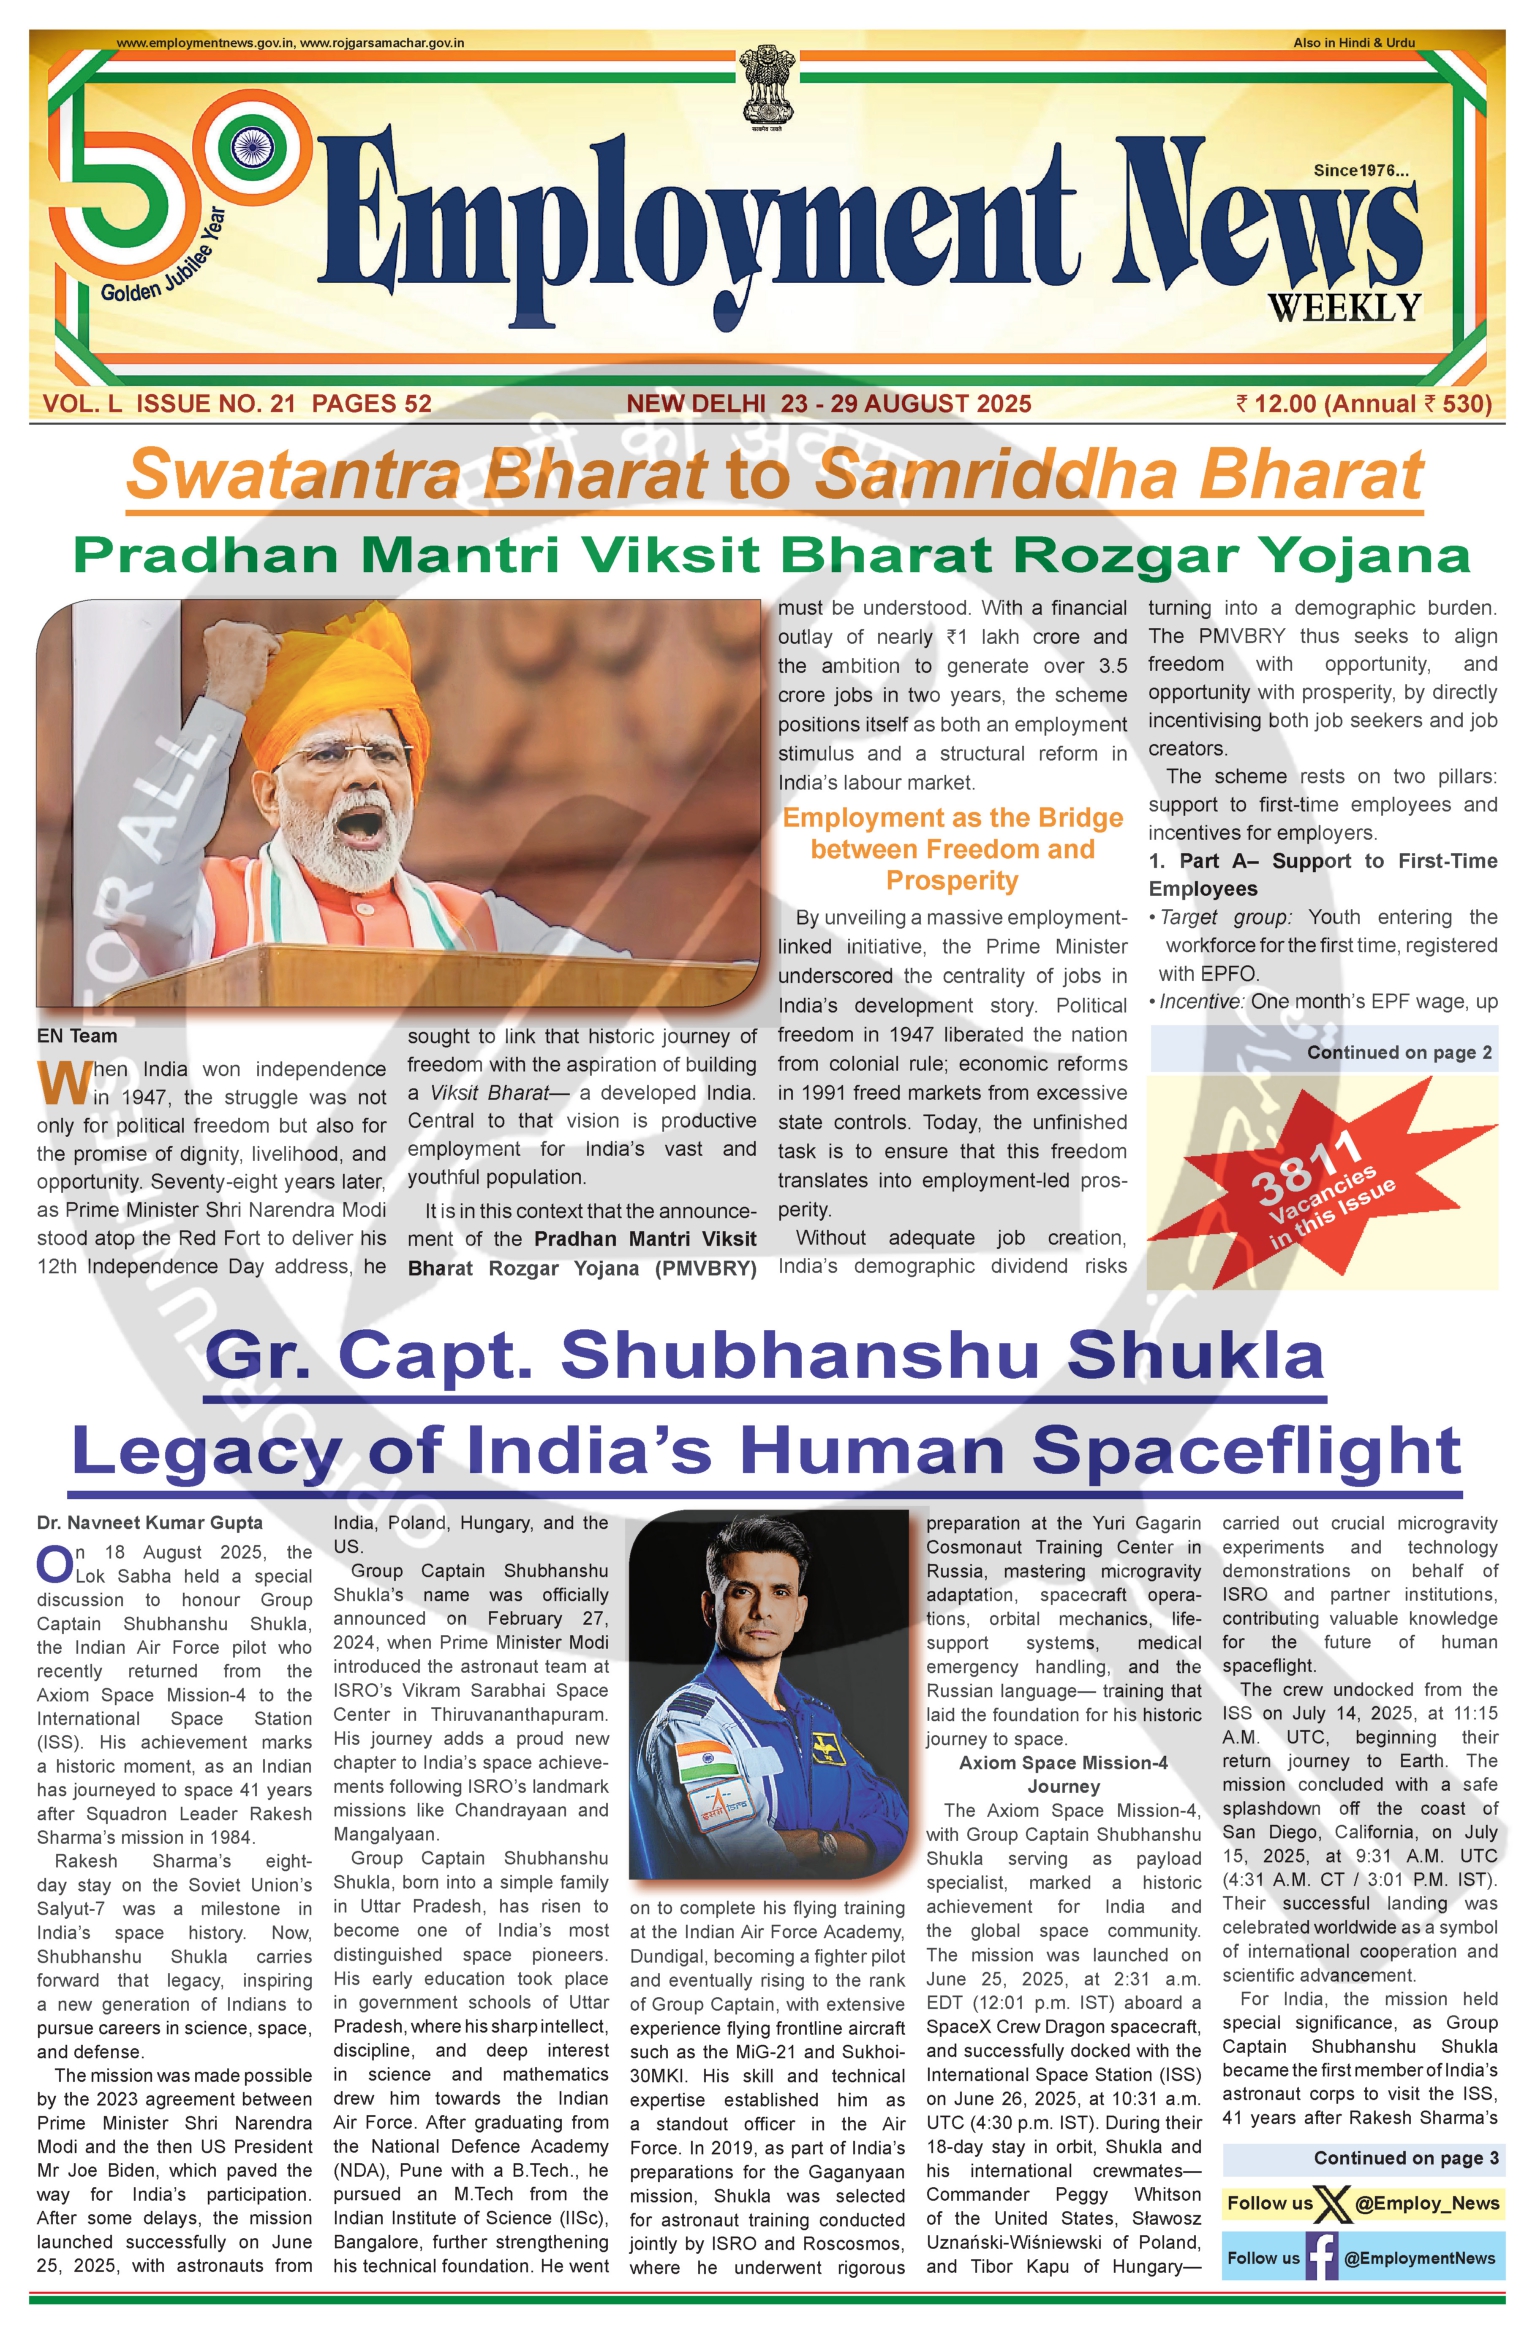 www.employmentnews.gov.in, www.rojgarsamachar.gov.in
Also in Hindi & Urdu
सत्यमेव जयते
50
Golden Jubilee Year
Since1976...
Employment News
WEEKLY
VOL. L ISSUE NO. 21 PAGES 52
NEW DELHI 23 - 29 AUGUST 2025
₹ 12.00 (Annual ₹ 530)
Swatantra Bharat to Samriddha Bharat
Pradhan Mantri Viksit Bharat Rozgar Yojana
EN Team
When India won independence
in 1947, the struggle was not
only for political freedom but also for
the promise of dignity, livelihood, and
opportunity. Seventy-eight years later,
as Prime Minister Shri Narendra Modi
stood atop the Red Fort to deliver his
12th Independence Day address, he
sought to link that historic journey of
freedom with the aspiration of building
a Viksit Bharat— a developed India.
Central to that vision is productive
employment for India's vast and
youthful population.
It is in this context that the announce-
ment of the Pradhan Mantri Viksit
Bharat Rozgar Yojana (PMVBRY)
must be understood. With a financial
outlay of nearly ₹1 lakh crore and
the ambition to generate over 3.5
crore jobs in two years, the scheme
positions itself as both an employment
stimulus and a structural reform in
India's labour market.
Employment as the Bridge
between Freedom and
Prosperity
By unveiling a massive employment-
linked initiative, the Prime Minister
underscored the centrality of jobs in
India's development story. Political
freedom in 1947 liberated the nation
from colonial rule; economic reforms
in 1991 freed markets from excessive
state controls. Today, the unfinished
task is to ensure that this freedom
translates into employment-led pros-
perity.
Without adequate job creation,
India's demographic dividend risks
turning into a demographic burden.
The PMVBRY thus seeks to align
freedom with opportunity, and
opportunity with prosperity, by directly
incentivising both job seekers and job
creators.
The scheme rests on two pillars:
support to first-time employees and
incentives for employers.
1. Part A– Support to First-Time
Employees
• Target group: Youth entering the
workforce for the first time, registered
with EPFO.
• Incentive: One month's EPF wage, up
Continued on page 2
3811
Vacancies
in this Issue
Gr. Capt. Shubhanshu Shukla
Legacy of India's Human Spaceflight
Dr. Navneet Kumar Gupta
On 18 August 2025, the
Lok Sabha held a special
discussion to honour Group
Captain Shubhanshu Shukla,
the Indian Air Force pilot who
recently returned from the
Axiom Space Mission-4 to the
International Space Station
(ISS). His achievement marks
a historic moment, as an Indian
has journeyed to space 41 years
after Squadron Leader Rakesh
Sharma's mission in 1984.
Rakesh Sharma's eight-
day stay on the Soviet Union's
Salyut-7 was a milestone in
India's space history. Now,
Shubhanshu Shukla carries
forward that legacy, inspiring
a new generation of Indians to
pursue careers in science, space,
and defense.
The mission was made possible
by the 2023 agreement between
Prime Minister Shri Narendra
Modi and the then US President
Mr Joe Biden, which paved the
way for India's participation.
After some delays, the mission
launched successfully on June
25, 2025, with astronauts from
India, Poland, Hungary, and the
US.
Group Captain Shubhanshu
Shukla's name was officially
announced on February 27,
2024, when Prime Minister Modi
introduced the astronaut team at
ISRO's Vikram Sarabhai Space
Center in Thiruvananthapuram.
His journey adds a proud new
chapter to India's space achieve-
ments following ISRO's landmark
missions like Chandrayaan and
Mangalyaan.
Group Captain Shubhanshu
Shukla, born into a simple family
in Uttar Pradesh, has risen to
become one of India's most
distinguished space pioneers.
His early education took place
in government schools of Uttar
Pradesh, where his sharp intellect,
discipline, and deep interest
in science and mathematics
drew him towards the Indian
Air Force. After graduating from
the National Defence Academy
(NDA), Pune with a B.Tech., he
pursued an M.Tech from the
Indian Institute of Science (IISc),
Bangalore, further strengthening
his technical foundation. He went
इसरो isro
on to complete his flying training
at the Indian Air Force Academy,
Dundigal, becoming a fighter pilot
and eventually rising to the rank
of Group Captain, with extensive
experience flying frontline aircraft
such as the MiG-21 and Sukhoi-
30MKI. His skill and technical
expertise established him as
a standout officer in the Air
Force. In 2019, as part of India's
preparations for the Gaganyaan
mission, Shukla was selected
for astronaut training conducted
jointly by ISRO and Roscosmos,
where he underwent rigorous
preparation at the Yuri Gagarin
Cosmonaut Training Center in
Russia, mastering microgravity
adaptation, spacecraft opera-
tions, orbital mechanics, life-
support systems, medical
emergency handling, and the
Russian language— training that
laid the foundation for his historic
journey to space.
Axiom Space Mission-4
Journey
The Axiom Space Mission-4,
with Group Captain Shubhanshu
Shukla serving as payload
specialist, marked a historic
achievement for India and
the global space community.
The mission was launched on
June 25, 2025, at 2:31 a.m.
EDT (12:01 p.m. IST) aboard a
SpaceX Crew Dragon spacecraft,
and successfully docked with the
International Space Station (ISS)
on June 26, 2025, at 10:31 a.m.
UTC (4:30 p.m. IST). During their
18-day stay in orbit, Shukla and
his international crewmates—
Commander Peggy Whitson
of the United States, Sławosz
Uznański-Wiśniewski of Poland,
and Tibor Kapu of Hungary—
carried out crucial microgravity
experiments and technology
demonstrations on behalf of
ISRO and partner institutions,
contributing valuable knowledge
for the future of human
spaceflight.
The crew undocked from the
ISS on July 14, 2025, at 11:15
A.M. UTC, beginning their
return journey to Earth. The
mission concluded with a safe
splashdown off the coast of
San Diego, California, on July
15, 2025, at 9:31 A.M. UTC
(4:31 A.M. CT / 3:01 P.M. IST).
Their successful landing was
celebrated worldwide as a symbol
of international cooperation and
scientific advancement.
For India, the mission held
special significance, as Group
Captain Shubhanshu Shukla
became the first member of India's
astronaut corps to visit the ISS,
41 years after Rakesh Sharma's
Continued on page 3
Follow us X @Employ_News
Follow us f @EmploymentNews
OPPORTUNITIES FOR ALL
सभी को अवसर